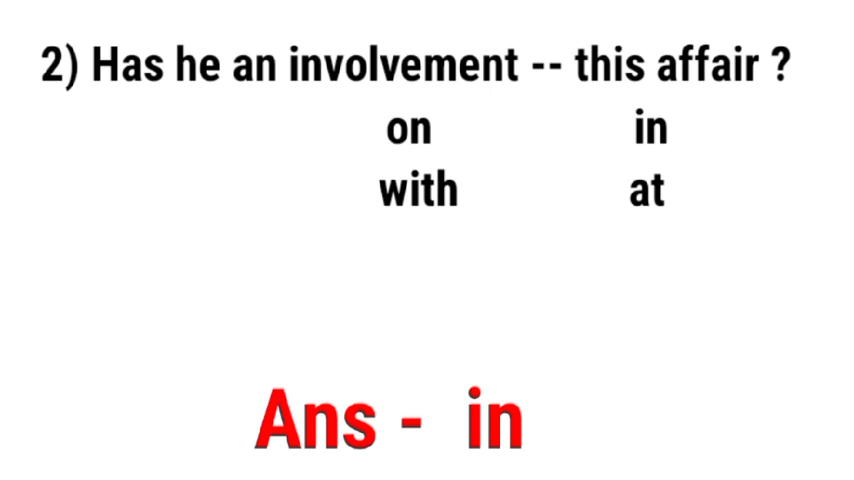 2) Has he an involvement -- this affair ?
on in
with at
Ans - in